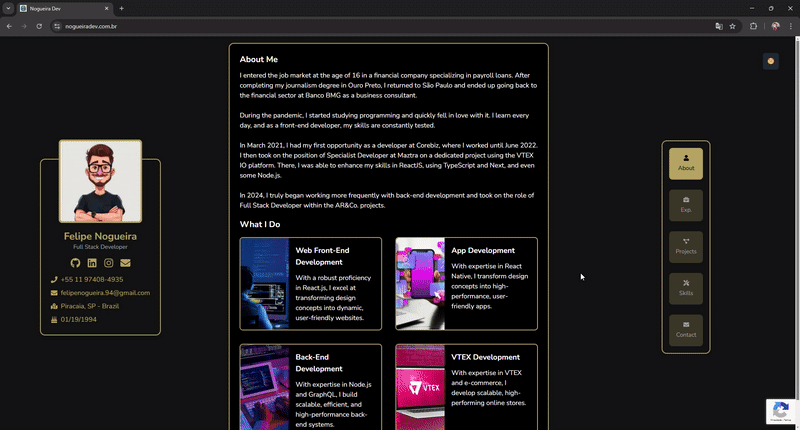 Nogueira Dev
nogueiradev.com.br
About Me
I entered the job market at the age of 16 in a financial company specializing in payroll loans. After
completing my journalism degree in Ouro Preto, I returned to São Paulo and ended up going back to
the financial sector at Banco BMG as a business consultant.
During the pandemic, I started studying programming and quickly fell in love with it. I learn every
day, and as a front-end developer, my skills are constantly tested.
In March 2021, I had my first opportunity as a developer at Corebiz, where I worked until June 2022.
I then took on the position of Specialist Developer at Maztra on a dedicated project using the VTEX
IO platform. There, I was able to enhance my skills in ReactJS, using TypeScript and Next, and even
some Node.js.
In 2024, I truly began working more frequently with back-end development and took on the role of
Full Stack Developer within the AR&Co. projects.
What I Do
Web Front-End
Development
With a robust proficiency
in React.js, I excel at
transforming design
concepts into dynamic,
user-friendly websites.
App Development
With expertise in React
Native, I transform design
concepts into high-
performance, user-
friendly apps.
Back-End
Development
With expertise in Node.js
and GraphQL, I build
scalable, efficient, and
high-performance back-
end systems.
VTEX
VTEX Development
With expertise in VTEX
and e-commerce, I
develop scalable, high-
performing online stores.
Felipe Nogueira
Full Stack Developer
+55 11 97408-4935
felipenogueira.94@gmail.com
Piracaia, SP - Brazil
01/19/1994
About
Exp.
Projects
Skills
Contact